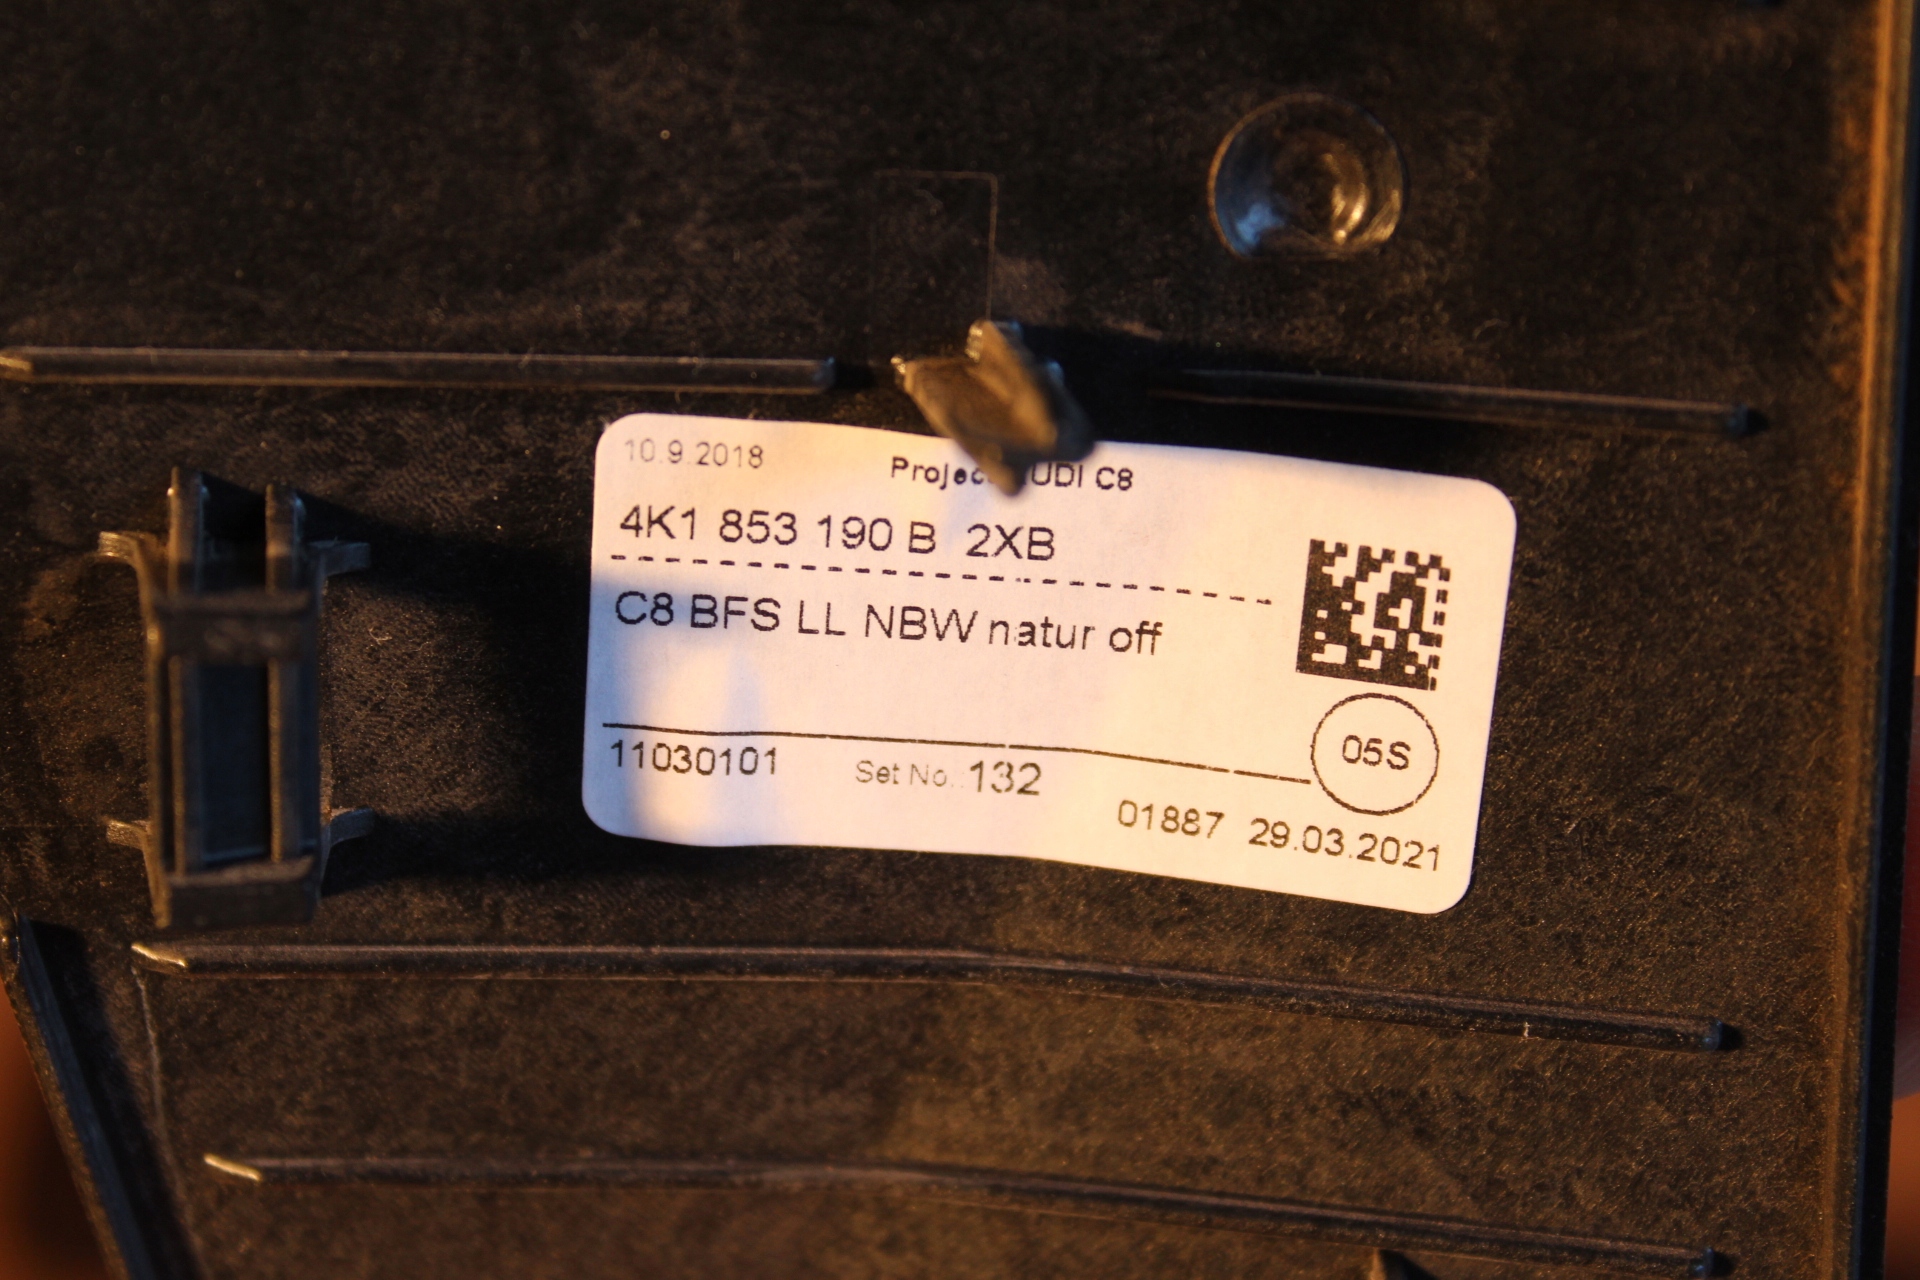 10.9.2018
UDI C8
4K1 853 190 B 2XB
C8 BFS LL NBW natur off
05S
11030101 Set No.: 132
01887 29.03.2021